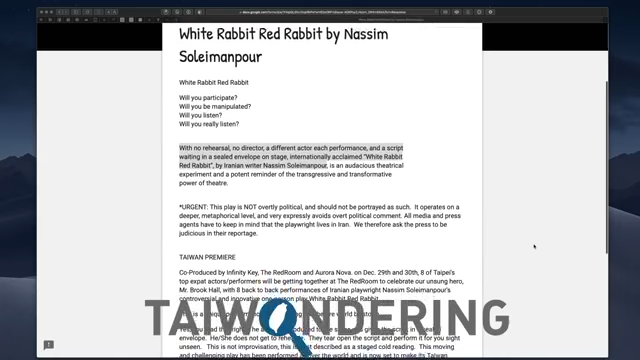 White Rabbit Red Rabbit by Nassim
Soleimanpour
White Rabbit Red Rabbit
Will you participate?
Will you be manipulated?
Will you listen?
Will you really listen?
With no rehearsal, no director, a different actor each performance, and a script
waiting in a sealed envelope on stage, internationally acclaimed “White Rabbit
Red Rabbit”, by Iranian writer Nassim Soleimanpour, is an audacious theatrical
experiment and a potent reminder of the transgressive and transformative
power of theatre.
*URGENT: This play is NOT overtly political, and should not be portrayed as such. It operates on a
deeper, metaphorical level, and very expressly avoids overt political comment. All media and press
agents have to keep in mind that the playwright lives in Iran. We therefore ask the press to be
judicious in their reportage.
TAIWAN PREMIERE
Co-Produced by Infinity Key, The RedRoom and Aurora Nova. on Dec. 29th and 30th, 8 of Taipei's
top expat actors/performers will be getting together at The RedRoom to celebrate our unsung hero,
Mr. Brook Hall, with 8 back to back performances of Iranian playwright Nassim Soleimanpour's
controversial and innovative one person play White Rabbit Red Rabbit
TAIWONDERING
envelope. He/She does not get to They tear open the script and perform it for you sight
unseen. This is not improvisation, this is best described as a staged cold reading. This moving
and challenging play has been performed over the world and is now set to make its Taiwan